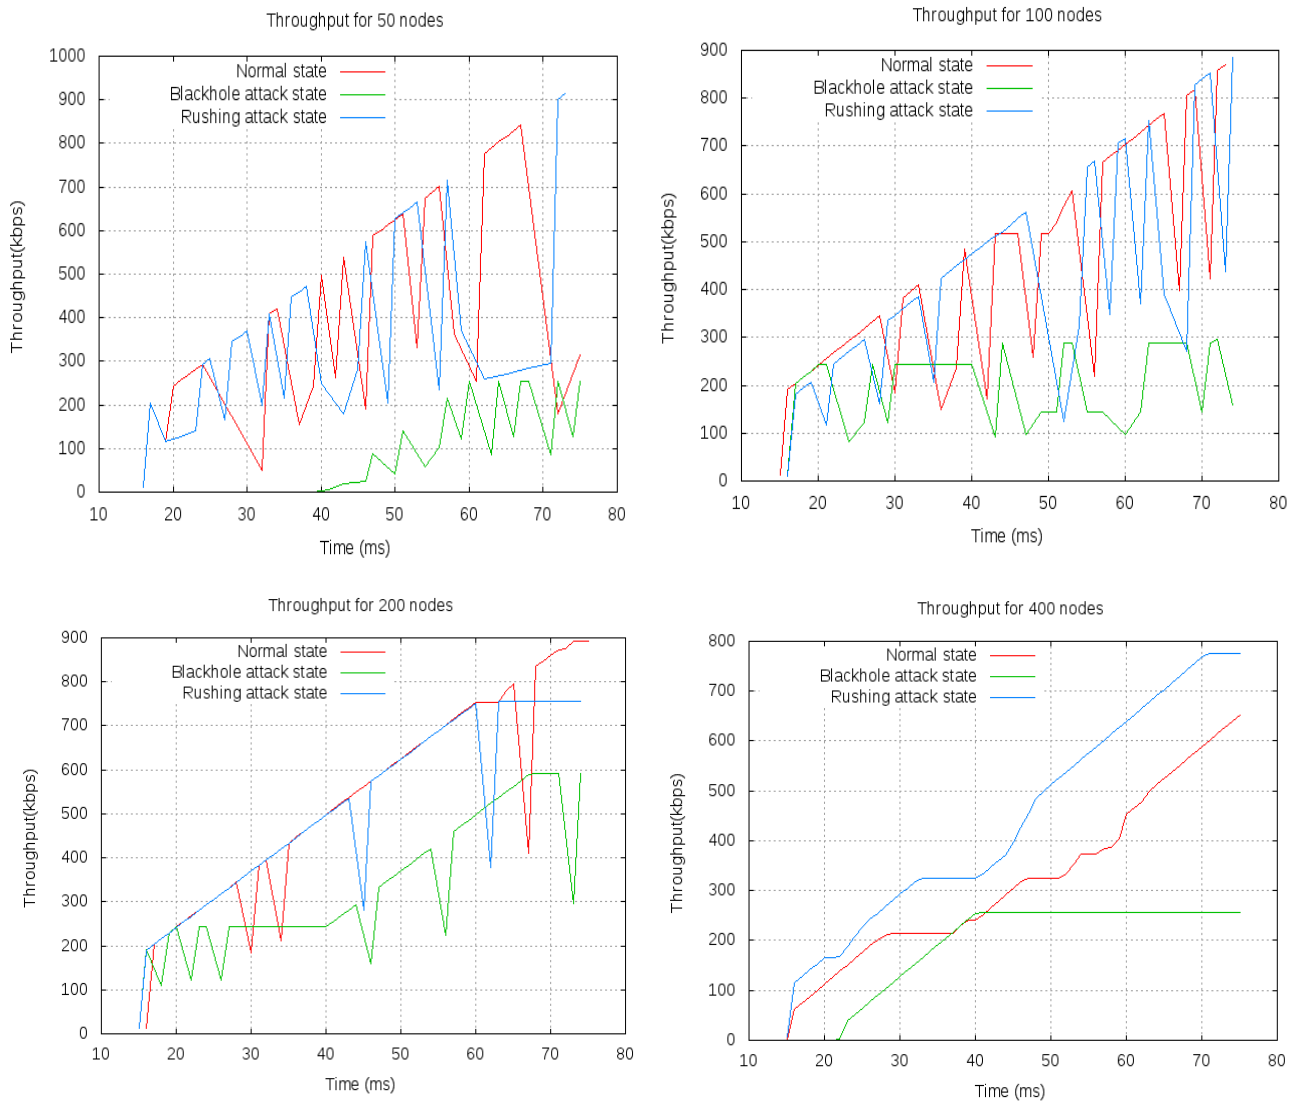 Throughput for 50 nodes
Throughput(kbps)
1000
900
800
700
600
500
400
300
200
100
0
Normal state
Blackhole attack state
Rushing attack state
10 20 30 40 50 60 70 80
Time (ms)
Throughput for 100 nodes
Throughput(kbps)
900
800
700
600
500
400
300
200
100
0
Normal state
Blackhole attack state
Rushing attack state
10 20 30 40 50 60 70 80
Time (ms)
Throughput for 200 nodes
Throughput(kbps)
900
800
700
600
500
400
300
200
100
0
Normal state
Blackhole attack state
Rushing attack state
10 20 30 40 50 60 70 80
Time (ms)
Throughput for 400 nodes
Throughput(kbps)
800
700
600
500
400
300
200
100
0
Normal state
Blackhole attack state
Rushing attack state
10 20 30 40 50 60 70 80
Time (ms)